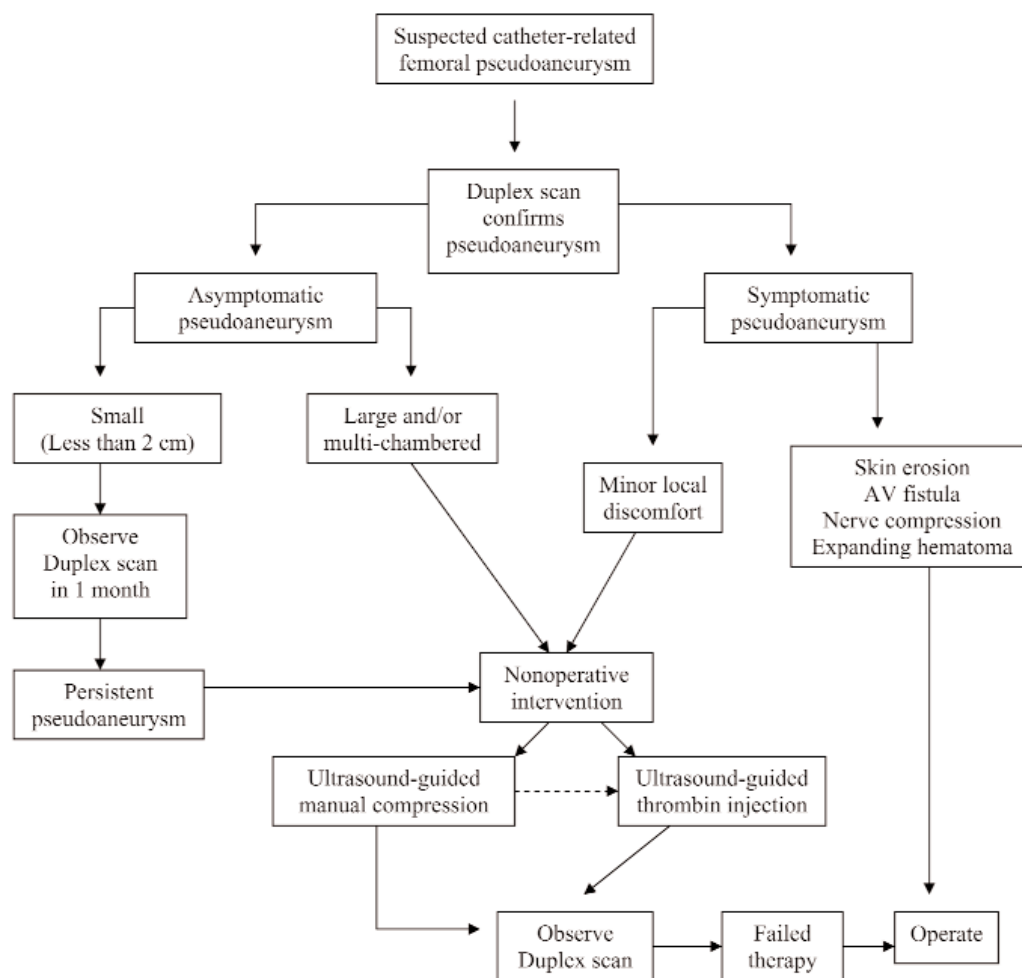 Suspected catheter-related
femoral pseudoaneurysm
Duplex scan
confirms
pseudoaneurysm
Asymptomatic
pseudoaneurysm
Symptomatic
pseudoaneurysm
Small
(Less than 2 cm)
Large and/or
multi-chambered
Minor local
discomfort
Skin erosion
AV fistula
Nerve compression
Expanding hematoma
Observe
Duplex scan
in 1 month
Persistent
pseudoaneurysm
Nonoperative
intervention
Ultrasound-guided
manual compression
Ultrasound-guided
thrombin injection
Observe
Duplex scan
Failed
therapy
Operate